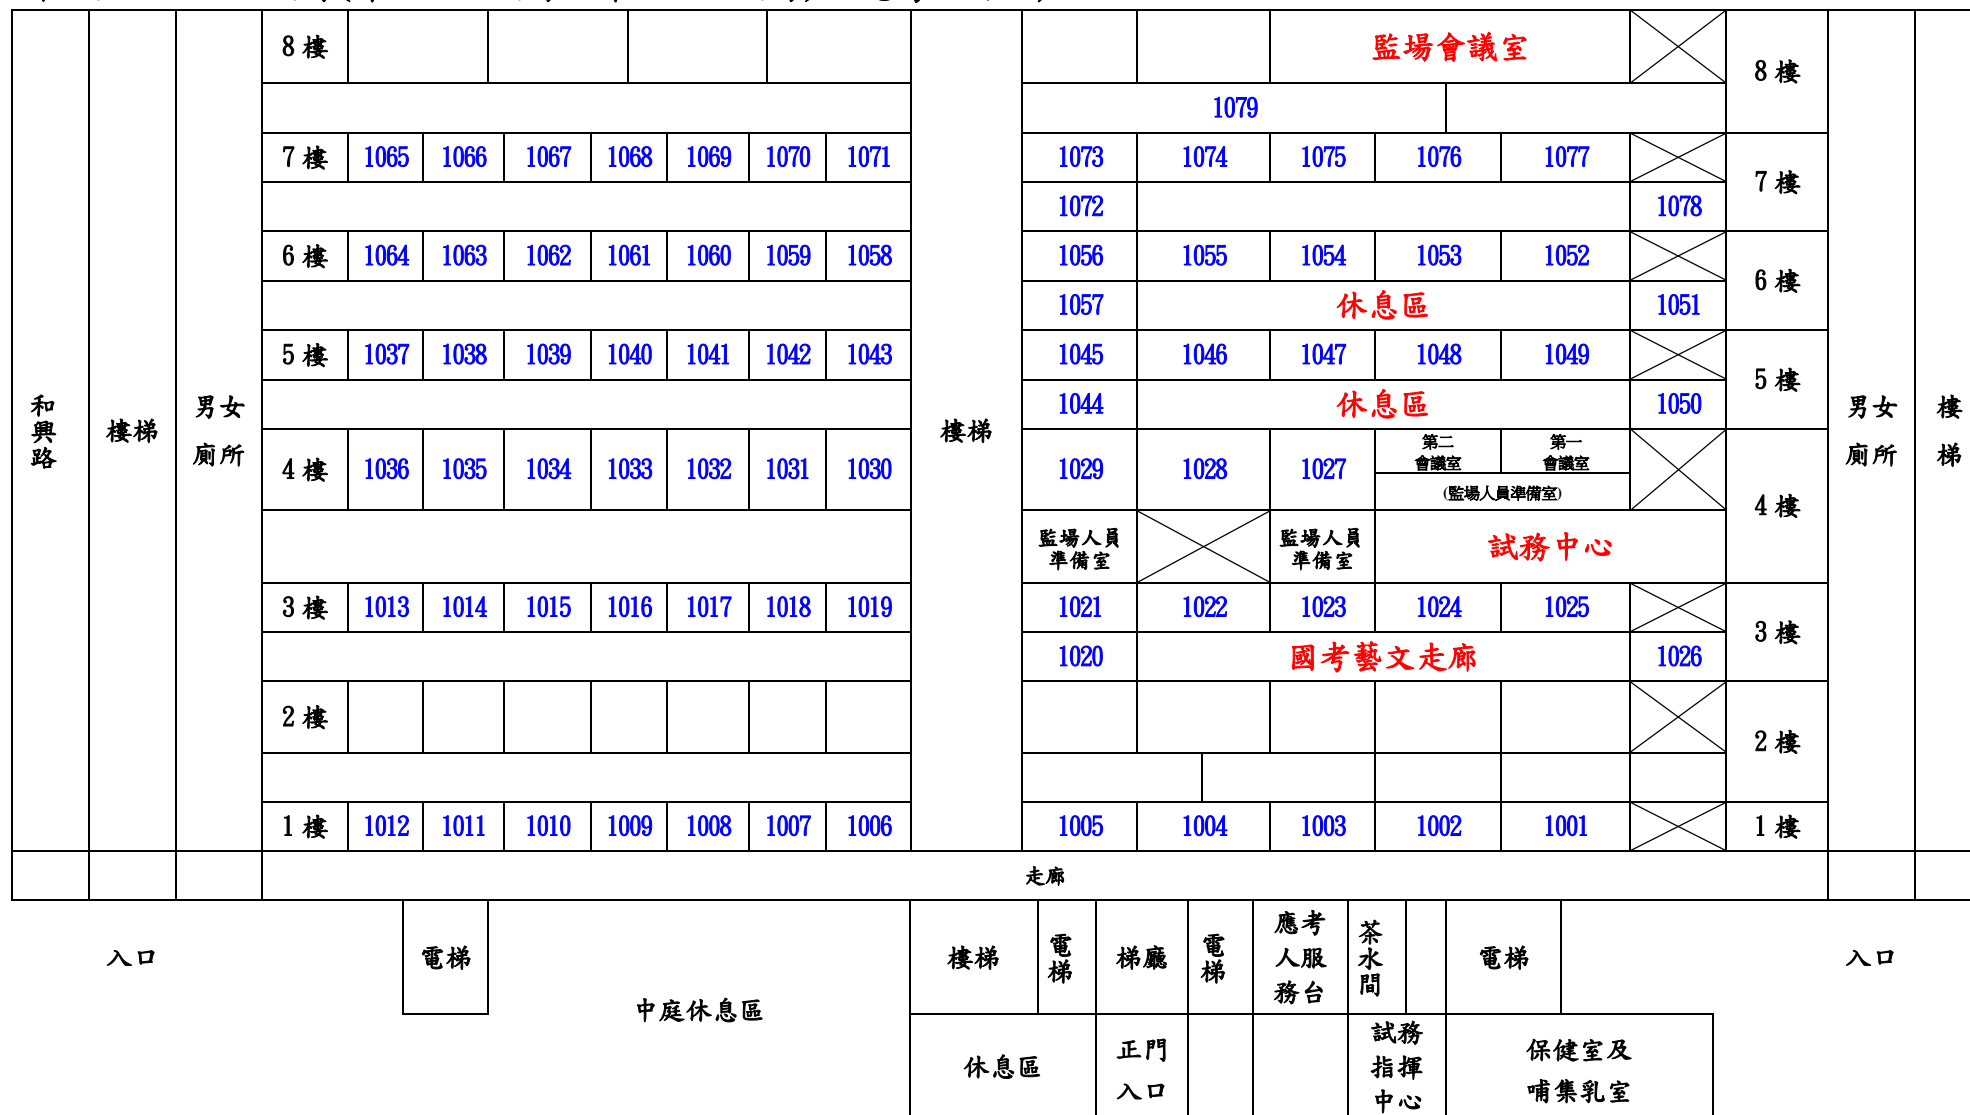 8樓 監場會議室 8樓
1079
7樓 1065 1066 1067 1068 1069 1070 1071 1073 1074 1075 1076 1077 7樓
1072 1078
6樓 1064 1063 1062 1061 1060 1059 1058 1056 1055 1054 1053 1052 6樓
1057 休息區 1051
5樓 1037 1038 1039 1040 1041 1042 1043 1045 1046 1047 1048 1049 5樓
1044 休息區 1050
和興路 樓梯 男女廁所 樓梯 男女廁所 樓梯
4樓 1036 1035 1034 1033 1032 1031 1030 1029 1028 1027 第二會議室 第一會議室 4樓
(監場人員準備室)
監場人員準備室 監場人員準備室 試務中心
3樓 1013 1014 1015 1016 1017 1018 1019 1021 1022 1023 1024 1025 3樓
1020 國考藝文走廊 1026
2樓 2樓
1樓 1012 1011 1010 1009 1008 1007 1006 1005 1004 1003 1002 1001 1樓
走廊
入口 電梯 樓梯 電梯 梯廳 電梯 應考人服務台 茶水間 電梯 入口
中庭休息區
休息區 正門入口 試務指揮中心 保健室及
哺集乳室